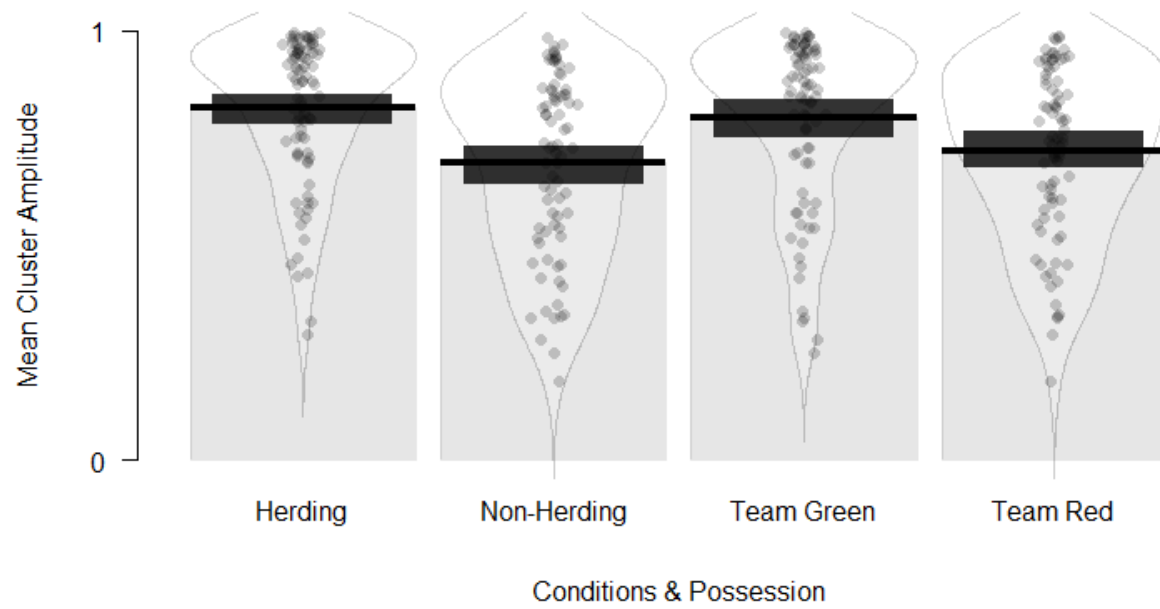 Mean Cluster Amplitude
1
0
Herding
Non-Herding
Team Green
Team Red
Conditions & Possession